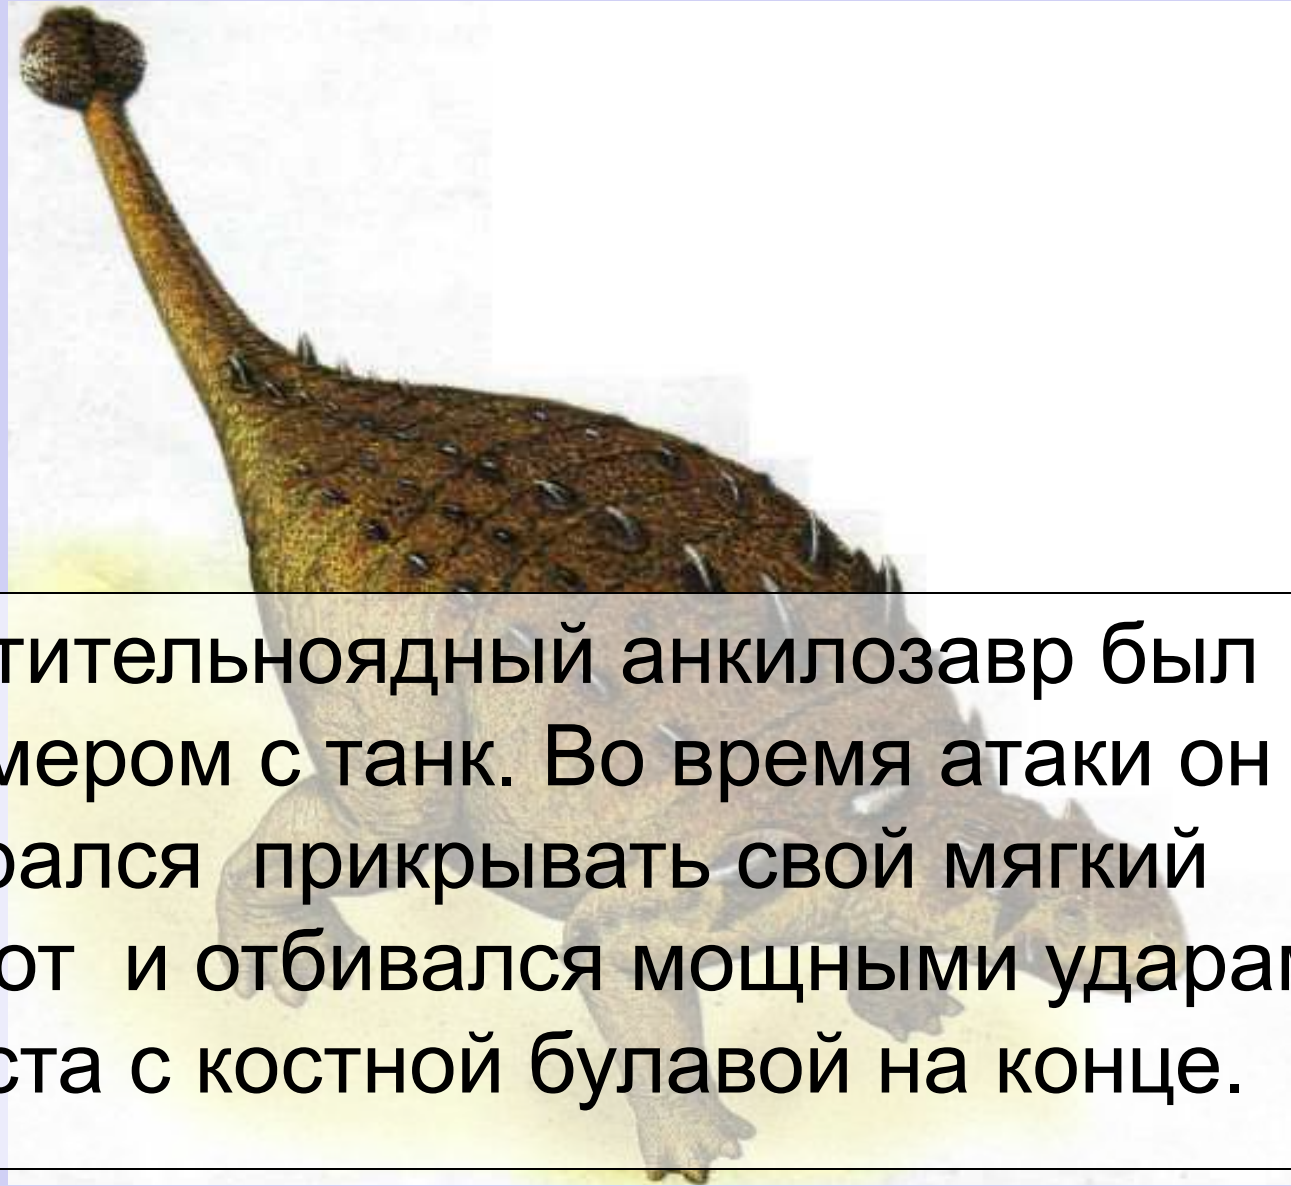 тительноядный анкилозавр был
мером с танк. Во время атаки он
рался прикрывать свой мягкий
от и отбивался мощными удара
ста с костной булавой на конце.